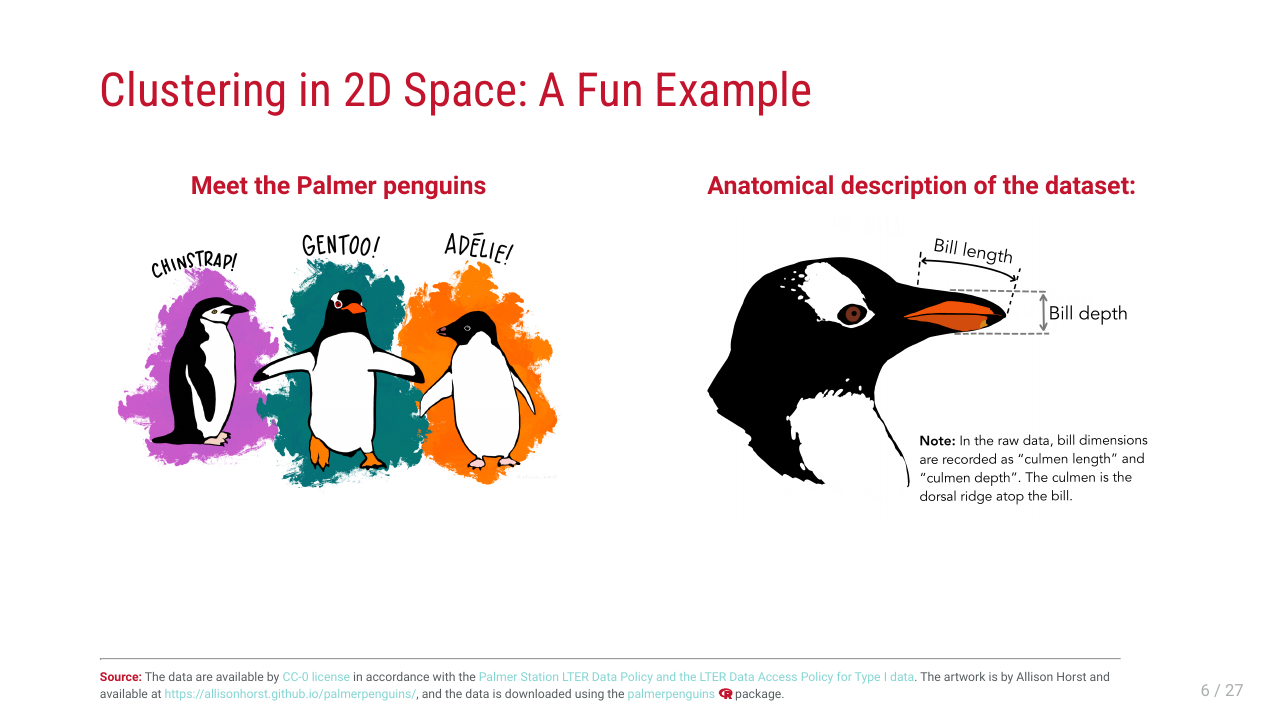 Clustering in 2D Space: A Fun Example
Meet the Palmer penguins
CHINSTRAP!
GENTOO!
ADÉLIE!
Anatomical description of the dataset:
Bill length
Bill depth
Note: In the raw data, bill dimensions
are recorded as “culmen length” and
“culmen depth”. The culmen is the
dorsal ridge atop the bill.
Source: The data are available by CC-0 license in accordance with the Palmer Station LTER Data Policy and the LTER Data Access Policy for Type I data. The artwork is by Allison Horst and
available at https://allisonhorst.github.io/palmerpenguins/, and the data is downloaded using the palmerpenguins R package.
6 / 27